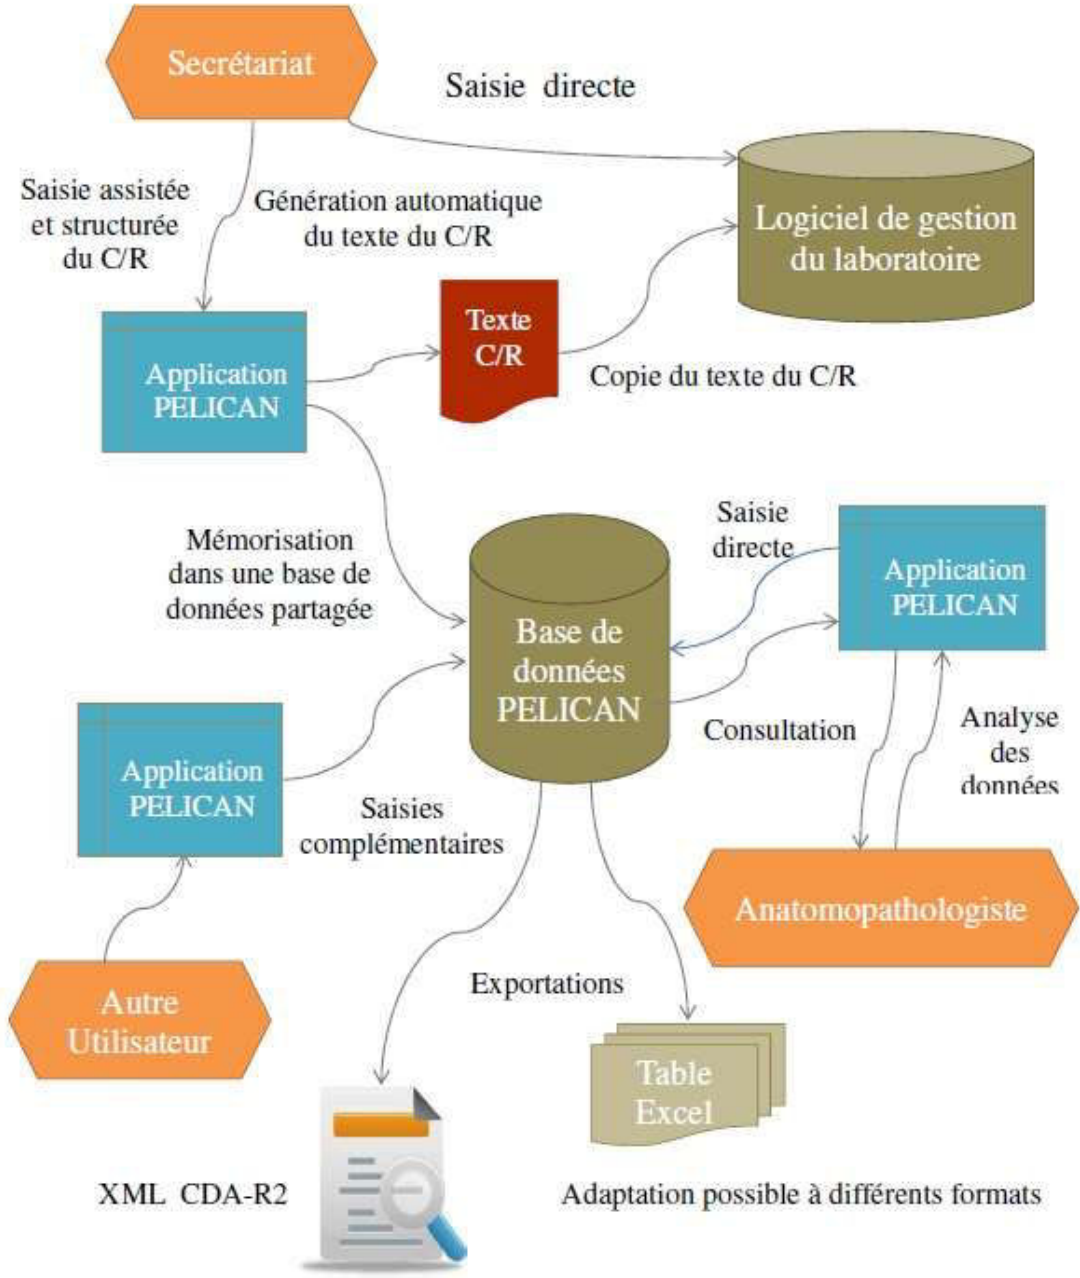 Secrétariat
Saisie directe
Saisie assistée
et structurée
du C/R
Génération automatique
du texte du C/R
Logiciel de gestion
du laboratoire
Texte
C/R
Application
PELICAN
Copie du texte du C/R
Mémorisation
dans une base de
données partagée
Saisie
directe
Application
PELICAN
Base de
données
PELICAN
Application
PELICAN
Consultation
Analyse
des
données
Saisies
complémentaires
Anatomopathologiste
Autre
Utilisateur
Exportations
Table
Excel
XML CDA-R2
Adaptation possible à différents formats